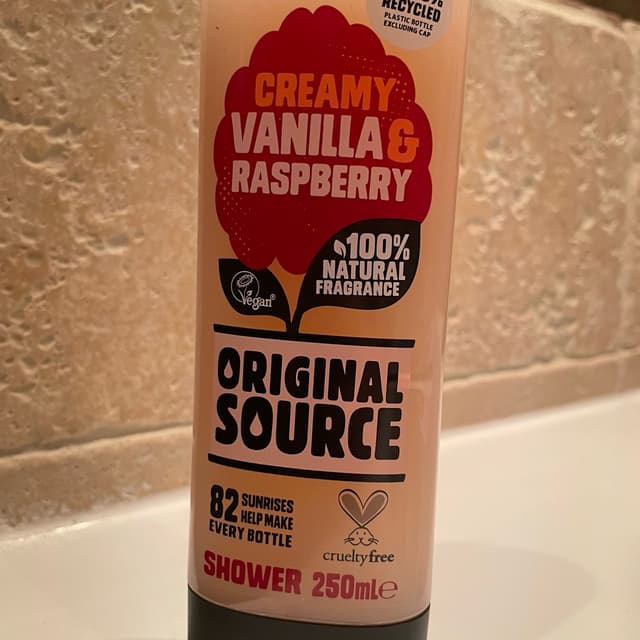 RECYCLED
PLASTIC BOTTLE
EXCLUDING CAP
CREAMY
VANILLA &
RASPBERRY
100%
NATURAL
FRAGRANCE
Vegan®
ORIGINAL
SOURCE
82 SUNRISES
HELP MAKE
EVERY BOTTLE
crueltyfree
SHOWER 250mLe